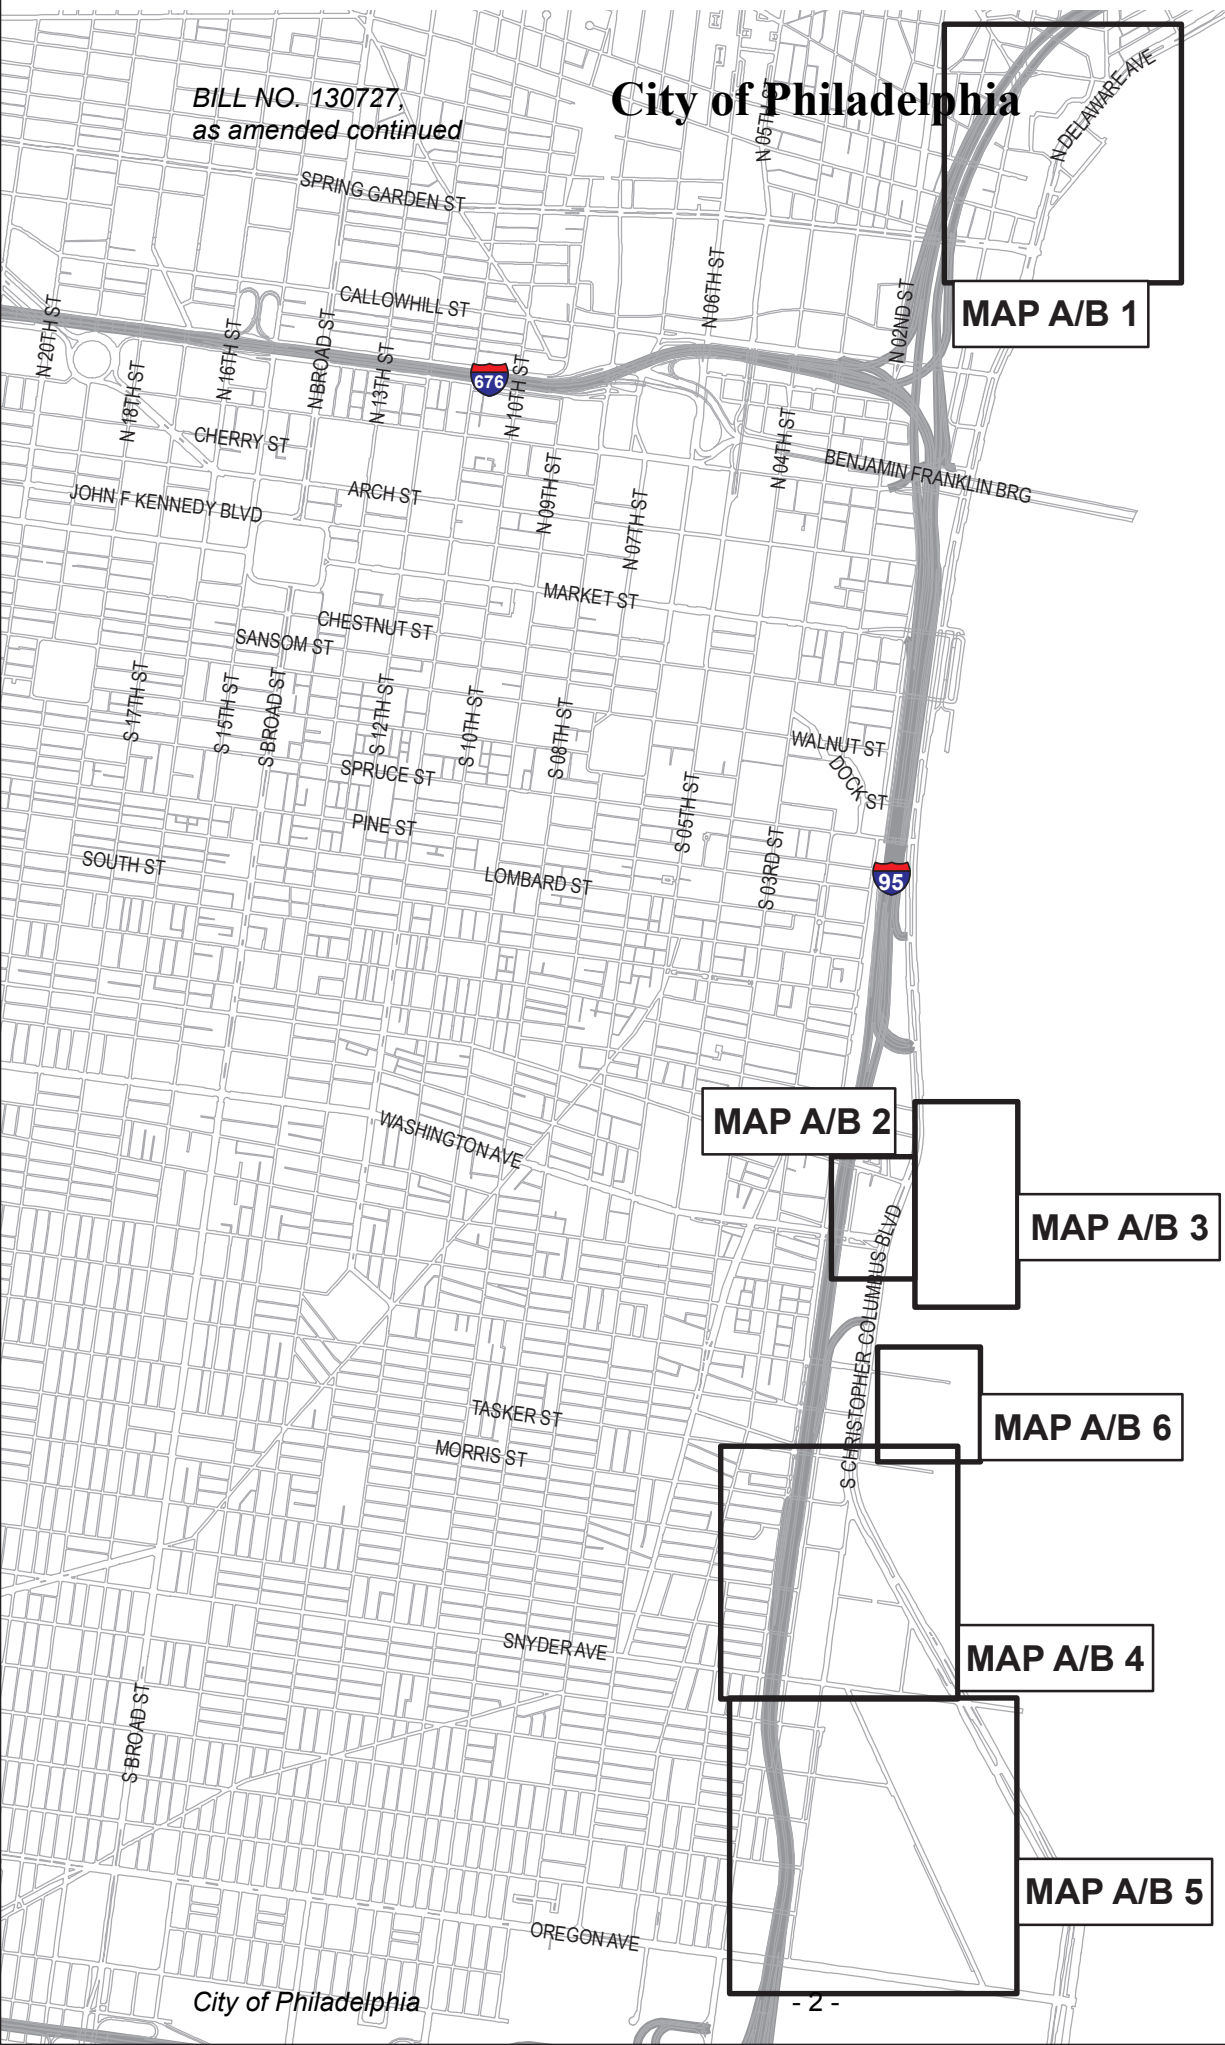 BILL NO. 130727,
as amended continued
City of Philadelphia
N 05TH ST
N DELAWARE AVE
SPRING GARDEN ST
MAP A/B 1
CALLOWHILL ST
N 06TH ST
N 02ND ST
N 20TH ST
N 18TH ST
N 16TH ST
N BROAD ST
N 13TH ST
676
N 10TH ST
CHERRY ST
N 04TH ST
BENJAMIN FRANKLIN BRG
JOHN F KENNEDY BLVD
ARCH ST
N 09TH ST
N 07TH ST
MARKET ST
CHESTNUT ST
SANSOM ST
S 17TH ST
S 15TH ST
S BROAD ST
S 12TH ST
S 10TH ST
S 08TH ST
WALNUT ST
DOCK ST
SPRUCE ST
S 05TH ST
PINE ST
SOUTH ST
LOMBARD ST
S 03RD ST
95
WASHINGTON AVE
MAP A/B 2
MAP A/B 3
S CHRISTOPHER COLUMBUS BLVD
TASKER ST
MORRIS ST
MAP A/B 6
SNYDER AVE
MAP A/B 4
S BROAD ST
MAP A/B 5
OREGON AVE
City of Philadelphia
- 2 -